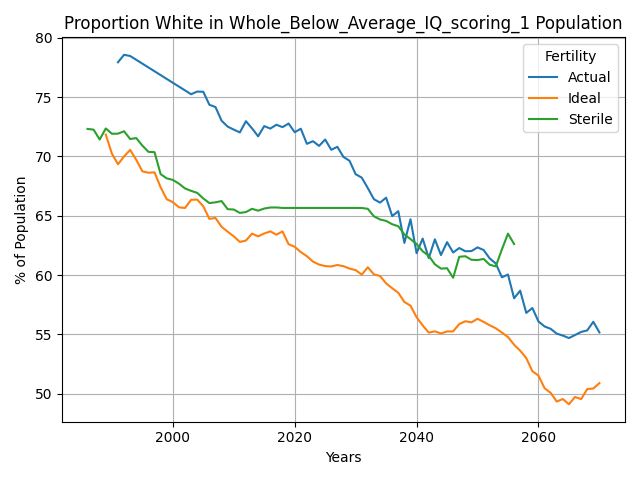 Proportion White in Whole_Below_Average_IQ_scoring_1 Population
80
75
70
65
60
55
50
% of Population
Fertility
Actual
Ideal
Sterile
2000
2020
2040
2060
Years